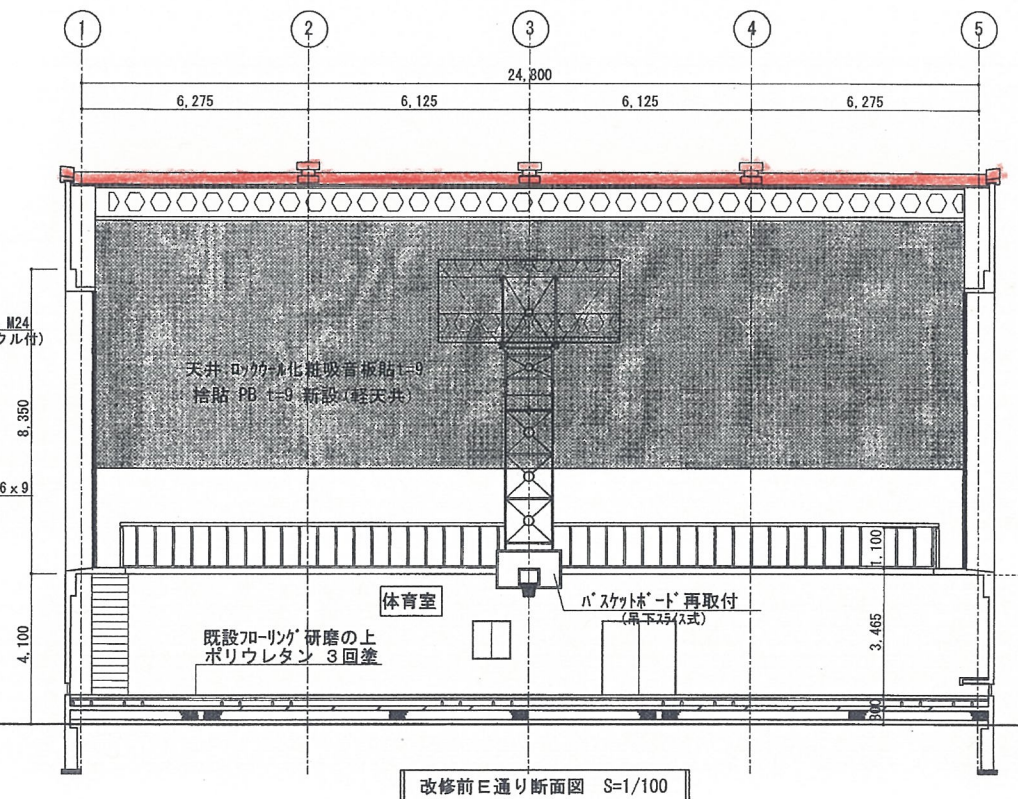 1 2 3 4 5
24,800
6,275 6,125 6,125 6,275
M24
クル付)
天井:ロックウール化粧吸音板貼t=9
捨貼 PB t=9 新設(軽天共)
8,350
6×9
1,100
体育室
バスケットボード再取付
(吊下スライス式)
既設フローリング研磨の上
ポリウレタン 3回塗
4,100
3,465
800
改修前E通り断面図 S=1/100